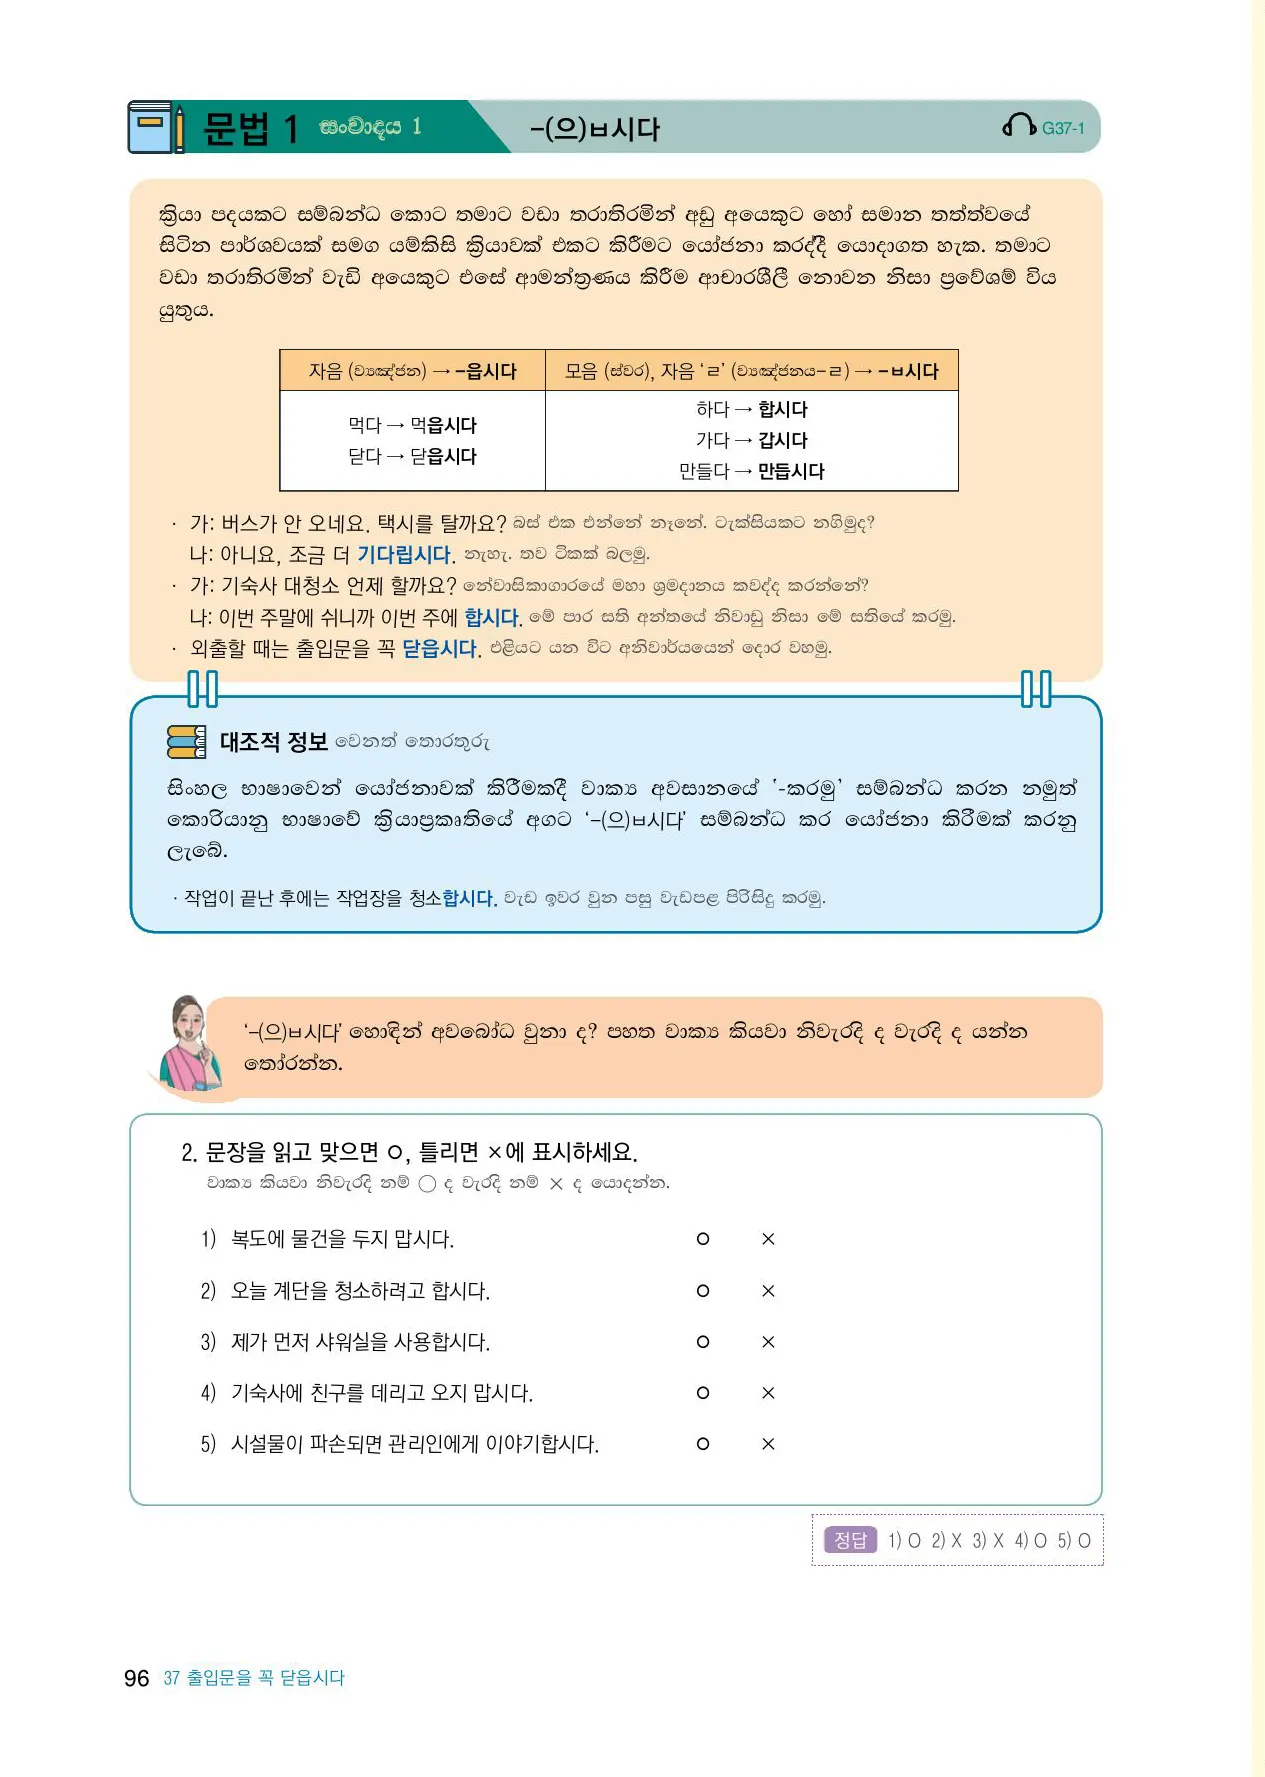 문법 1 සංවාදය 1 -(으)ㅂ시다 G37-1
ක්‍රියා පදයකට සම්බන්ධ කොට තමාට වඩා තරාතිරමින් අඩු අයෙකුට හෝ සමාන තත්ත්වයේ
සිටින පාර්ශවයක් සමග යම්කිසි ක්‍රියාවක් එකට කිරීමට යෝජනා කරද්දී යොදාගත හැක. තමාට
වඩා තරාතිරමින් වැඩි අයෙකුට එසේ ආමන්ත්‍රණය කිරීම ආචාරශීලී නොවන නිසා ප්‍රවේශම් විය
යුතුය.
자음 (ව්‍යඤ්ජන) → -읍시다 모음 (ස්වර), 자음 ‘ㄹ’ (ව්‍යඤ්ජනය-ㄹ) → -ㅂ시다
먹다 → 먹읍시다
닫다 → 닫읍시다
하다 → 합시다
가다 → 갑시다
만들다 → 만듭시다
· 가: 버스가 안 오네요. 택시를 탈까요? බස් එක එන්නේ නෑනේ. ටැක්සියකට නගිමුද?
나: 아니요, 조금 더 기다립시다. නැහැ. තව ටිකක් බලමු.
· 가: 기숙사 대청소 언제 할까요? නේවාසිකාගාරයේ මහා ශ්‍රමදානය කවද්ද කරන්නේ?
나: 이번 주말에 쉬니까 이번 주에 합시다. මේ පාර සති අන්තයේ නිවාඩු නිසා මේ සතියේ කරමු.
· 외출할 때는 출입문을 꼭 닫읍시다. එළියට යන විට අනිවාර්යයෙන් දොර වහමු.
대조적 정보 වෙනත් තොරතුරු
සිංහල භාෂාවෙන් යෝජනාවක් කිරීමකදී වාක්‍ය අවසානයේ ‘-කරමු’ සම්බන්ධ කරන නමුත්
කොරියානු භාෂාවේ ක්‍රියාප්‍රකෘතියේ අගට ‘-(으)ㅂ시다’ සම්බන්ධ කර යෝජනා කිරීමක් කරනු
ලැබේ.
· 작업이 끝난 후에는 작업장을 청소합시다. වැඩ ඉවර වුන පසු වැඩපළ පිරිසිදු කරමු.
‘-(으)ㅂ시다’ හොඳින් අවබෝධ වුනා ද? පහත වාක්‍ය කියවා නිවැරදි ද වැරදි ද යන්න
තෝරන්න.
2. 문장을 읽고 맞으면 ○, 틀리면 ×에 표시하세요.
වාක්‍ය කියවා නිවැරදි නම් ○ ද වැරදි නම් × ද යොදන්න.
1) 복도에 물건을 두지 맙시다. ○ ×
2) 오늘 계단을 청소하려고 합시다. ○ ×
3) 제가 먼저 샤워실을 사용합시다. ○ ×
4) 기숙사에 친구를 데리고 오지 맙시다. ○ ×
5) 시설물이 파손되면 관리인에게 이야기합시다. ○ ×
정답 1) O 2) X 3) X 4) O 5) O
96 37 출입문을 꼭 닫읍시다